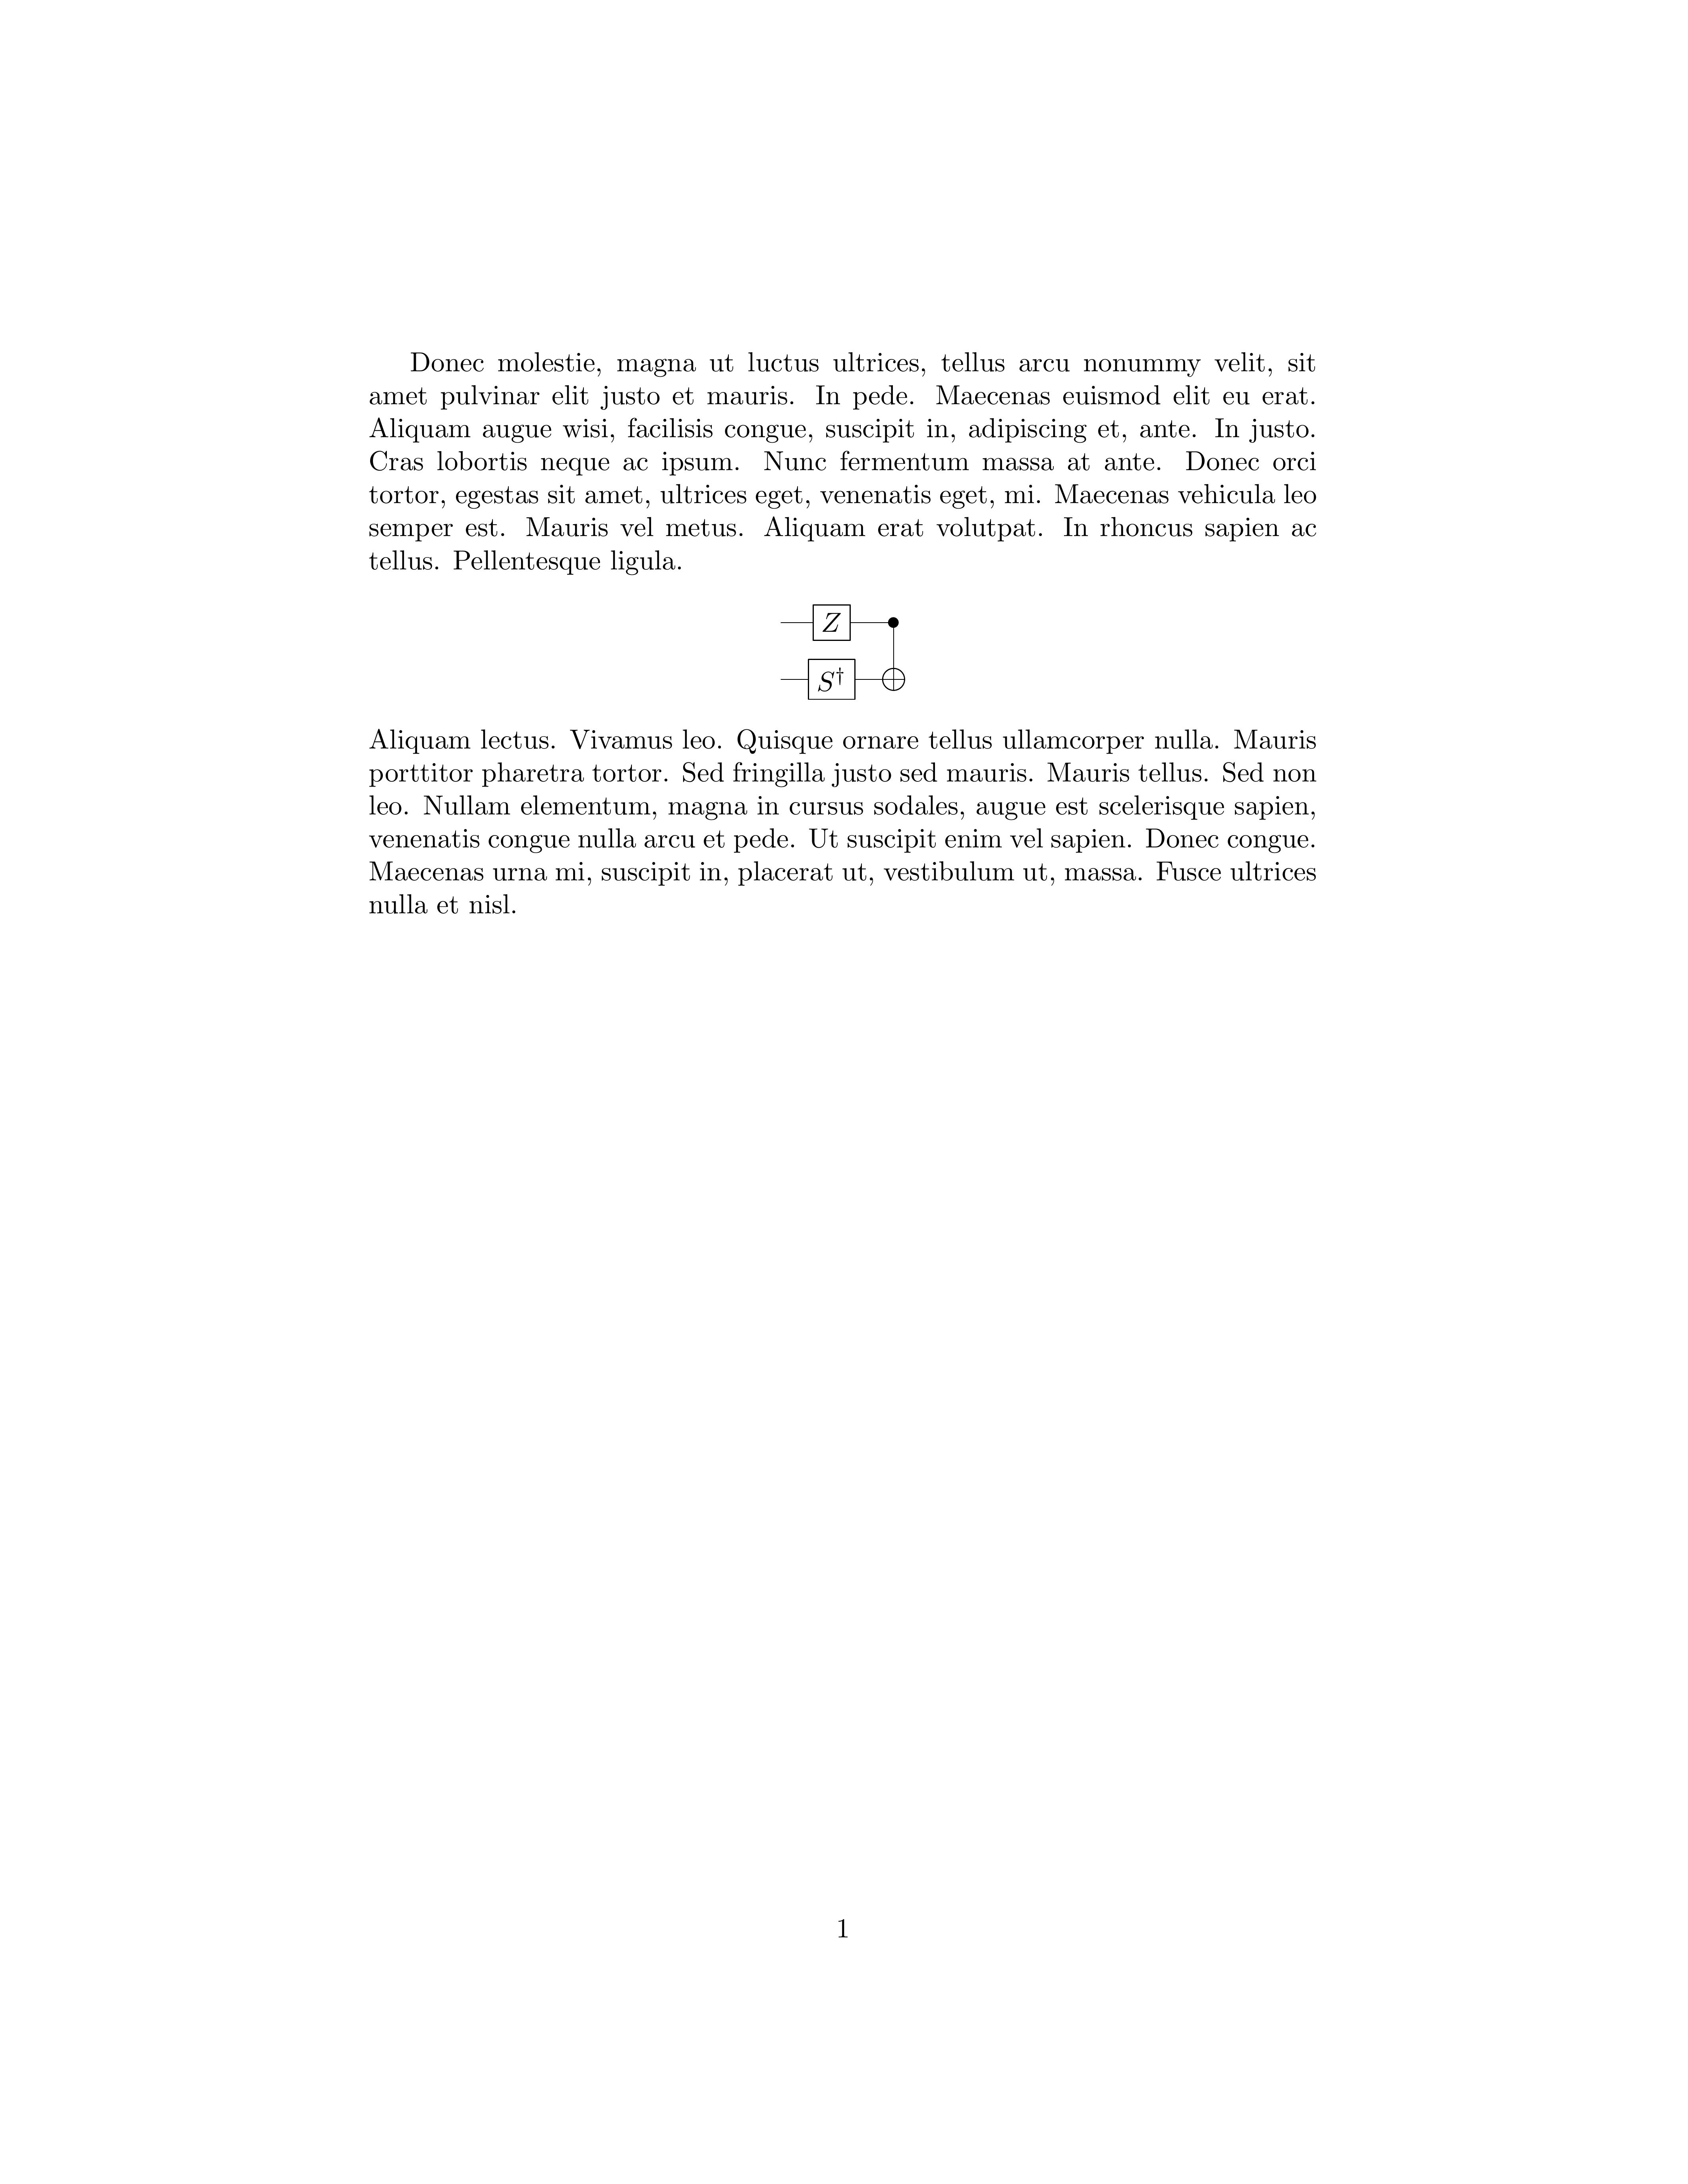 Donec molestie, magna ut luctus ultrices, tellus arcu nonummy velit, sit
amet pulvinar elit justo et mauris. In pede. Maecenas euismod elit eu erat.
Aliquam augue wisi, facilisis congue, suscipit in, adipiscing et, ante. In justo.
Cras lobortis neque ac ipsum. Nunc fermentum massa at ante. Donec orci
tortor, egestas sit amet, ultrices eget, venenatis eget, mi. Maecenas vehicula leo
semper est. Mauris vel metus. Aliquam erat volutpat. In rhoncus sapien ac
tellus. Pellentesque ligula.
Z
S†
Aliquam lectus. Vivamus leo. Quisque ornare tellus ullamcorper nulla. Mauris
porttitor pharetra tortor. Sed fringilla justo sed mauris. Mauris tellus. Sed non
leo. Nullam elementum, magna in cursus sodales, augue est scelerisque sapien,
venenatis congue nulla arcu et pede. Ut suscipit enim vel sapien. Donec congue.
Maecenas urna mi, suscipit in, placerat ut, vestibulum ut, massa. Fusce ultrices
nulla et nisl.
1